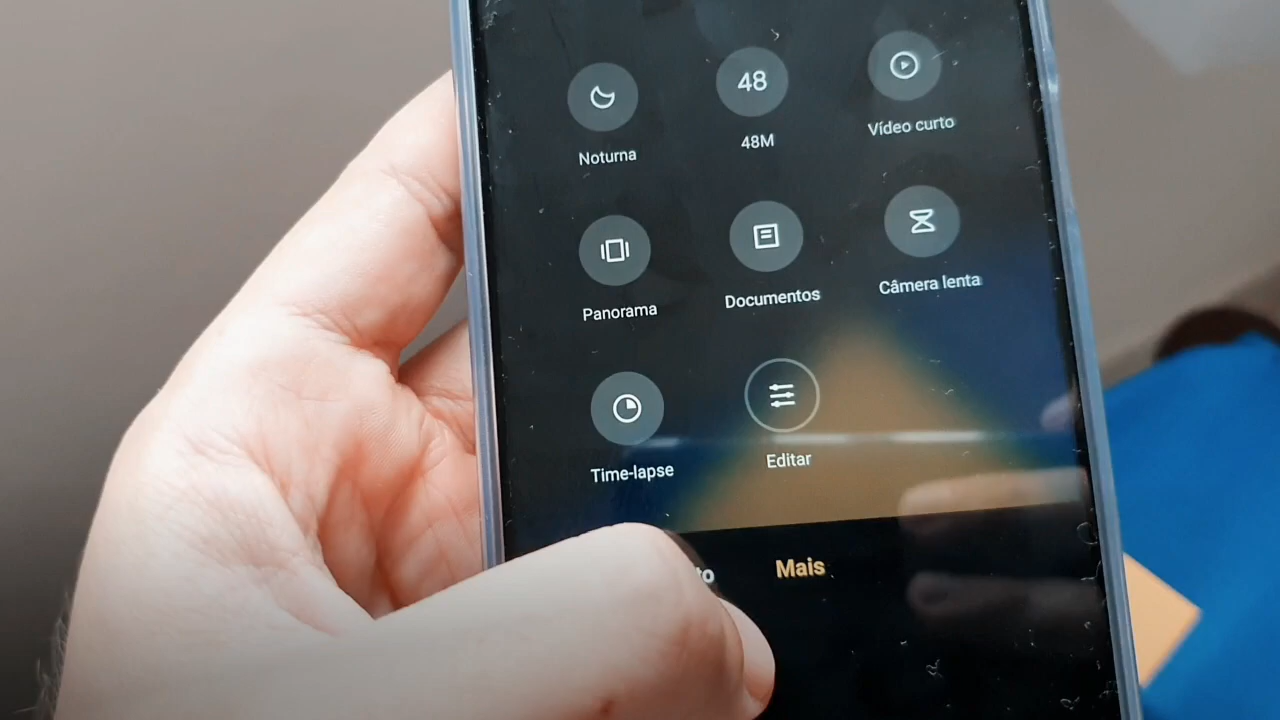 48
Noturna
48M
Vídeo curto
Panorama
Documentos
Câmera lenta
Time-lapse
Editar
Mais